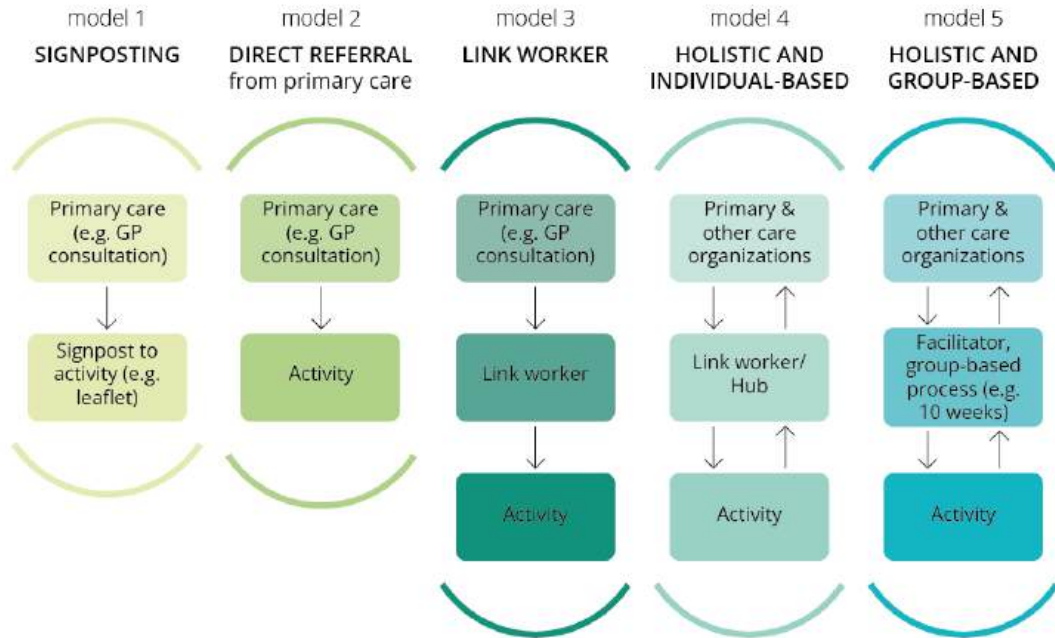 model 1
SIGNPOSTING
Primary care
(e.g. GP
consultation)
Signpost to
activity (e.g.
leaflet)
model 2
DIRECT REFERRAL
from primary care
Primary care
(e.g. GP
consultation)
Activity
model 3
LINK WORKER
Primary care
(e.g. GP
consultation)
Link worker
Activity
model 4
HOLISTIC AND
INDIVIDUAL-BASED
Primary &
other care
organizations
Link worker/
Hub
Activity
model 5
HOLISTIC AND
GROUP-BASED
Primary &
other care
organizations
Facilitator,
group-based
process (e.g.
10 weeks)
Activity